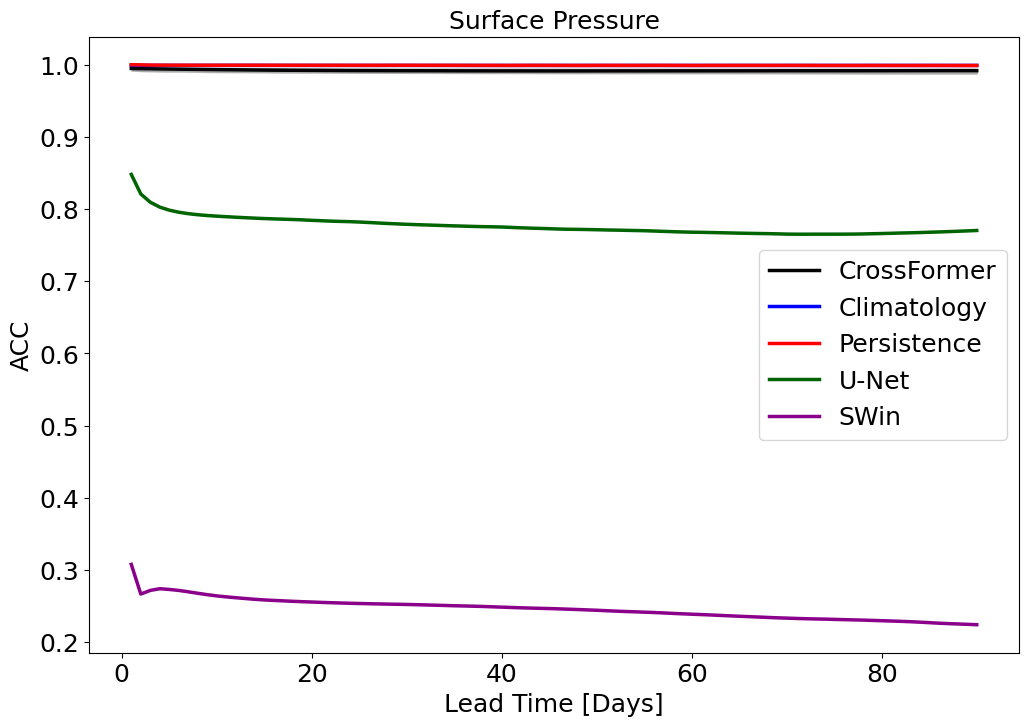 Surface Pressure
1.0
0.9
0.8
0.7
0.6
0.5
0.4
0.3
0.2
ACC
CrossFormer
Climatology
Persistence
U-Net
SWin
0 20 40 60 80
Lead Time [Days]